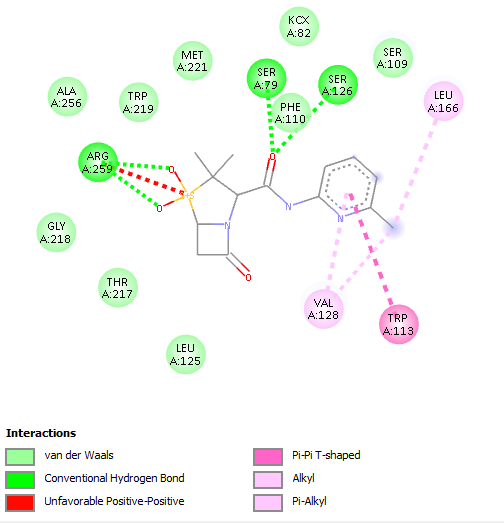 KCX
A:82
SER
A:109
MET
A:221
SER
A:79
SER
A:126
LEU
A:166
ALA
A:256
TRP
A:219
PHE
A:110
ARG
A:259
O
O
S
O
N
N
N
O
GLY
A:218
THR
A:217
VAL
A:128
TRP
A:113
LEU
A:125
Interactions
van der Waals
Conventional Hydrogen Bond
Unfavorable Positive-Positive
Pi-Pi T-shaped
Alkyl
Pi-Alkyl